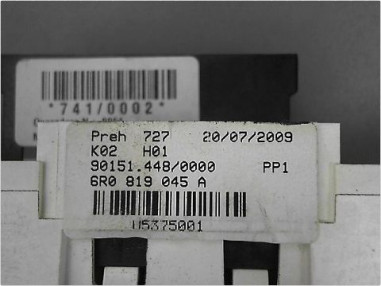 *741/0002*
Preh 727 20/07/2009
K02 H01
90151.448/0000 PP1
6R0 819 045 A
U5375001